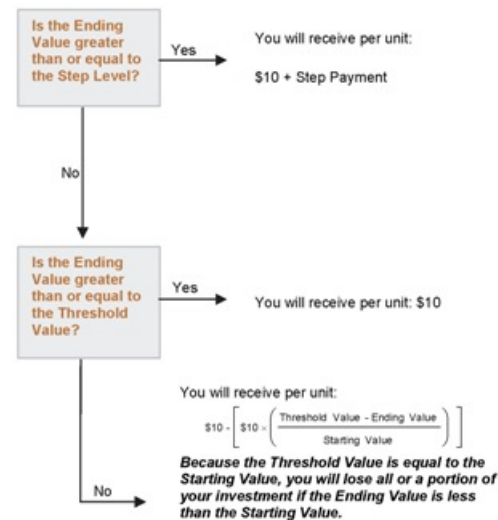 Is the Ending
Value greater
than or equal to
the Step Level?
Yes
You will receive per unit:
$10 + Step Payment
No
Is the Ending
Value greater
than or equal to
the Threshold
Value?
Yes
You will receive per unit: $10
You will receive per unit:
$10 - [ $10 × ( Threshold Value - Ending Value
Starting Value ) ]
No
Because the Threshold Value is equal to the
Starting Value, you will lose all or a portion of
your investment if the Ending Value is less
than the Starting Value.